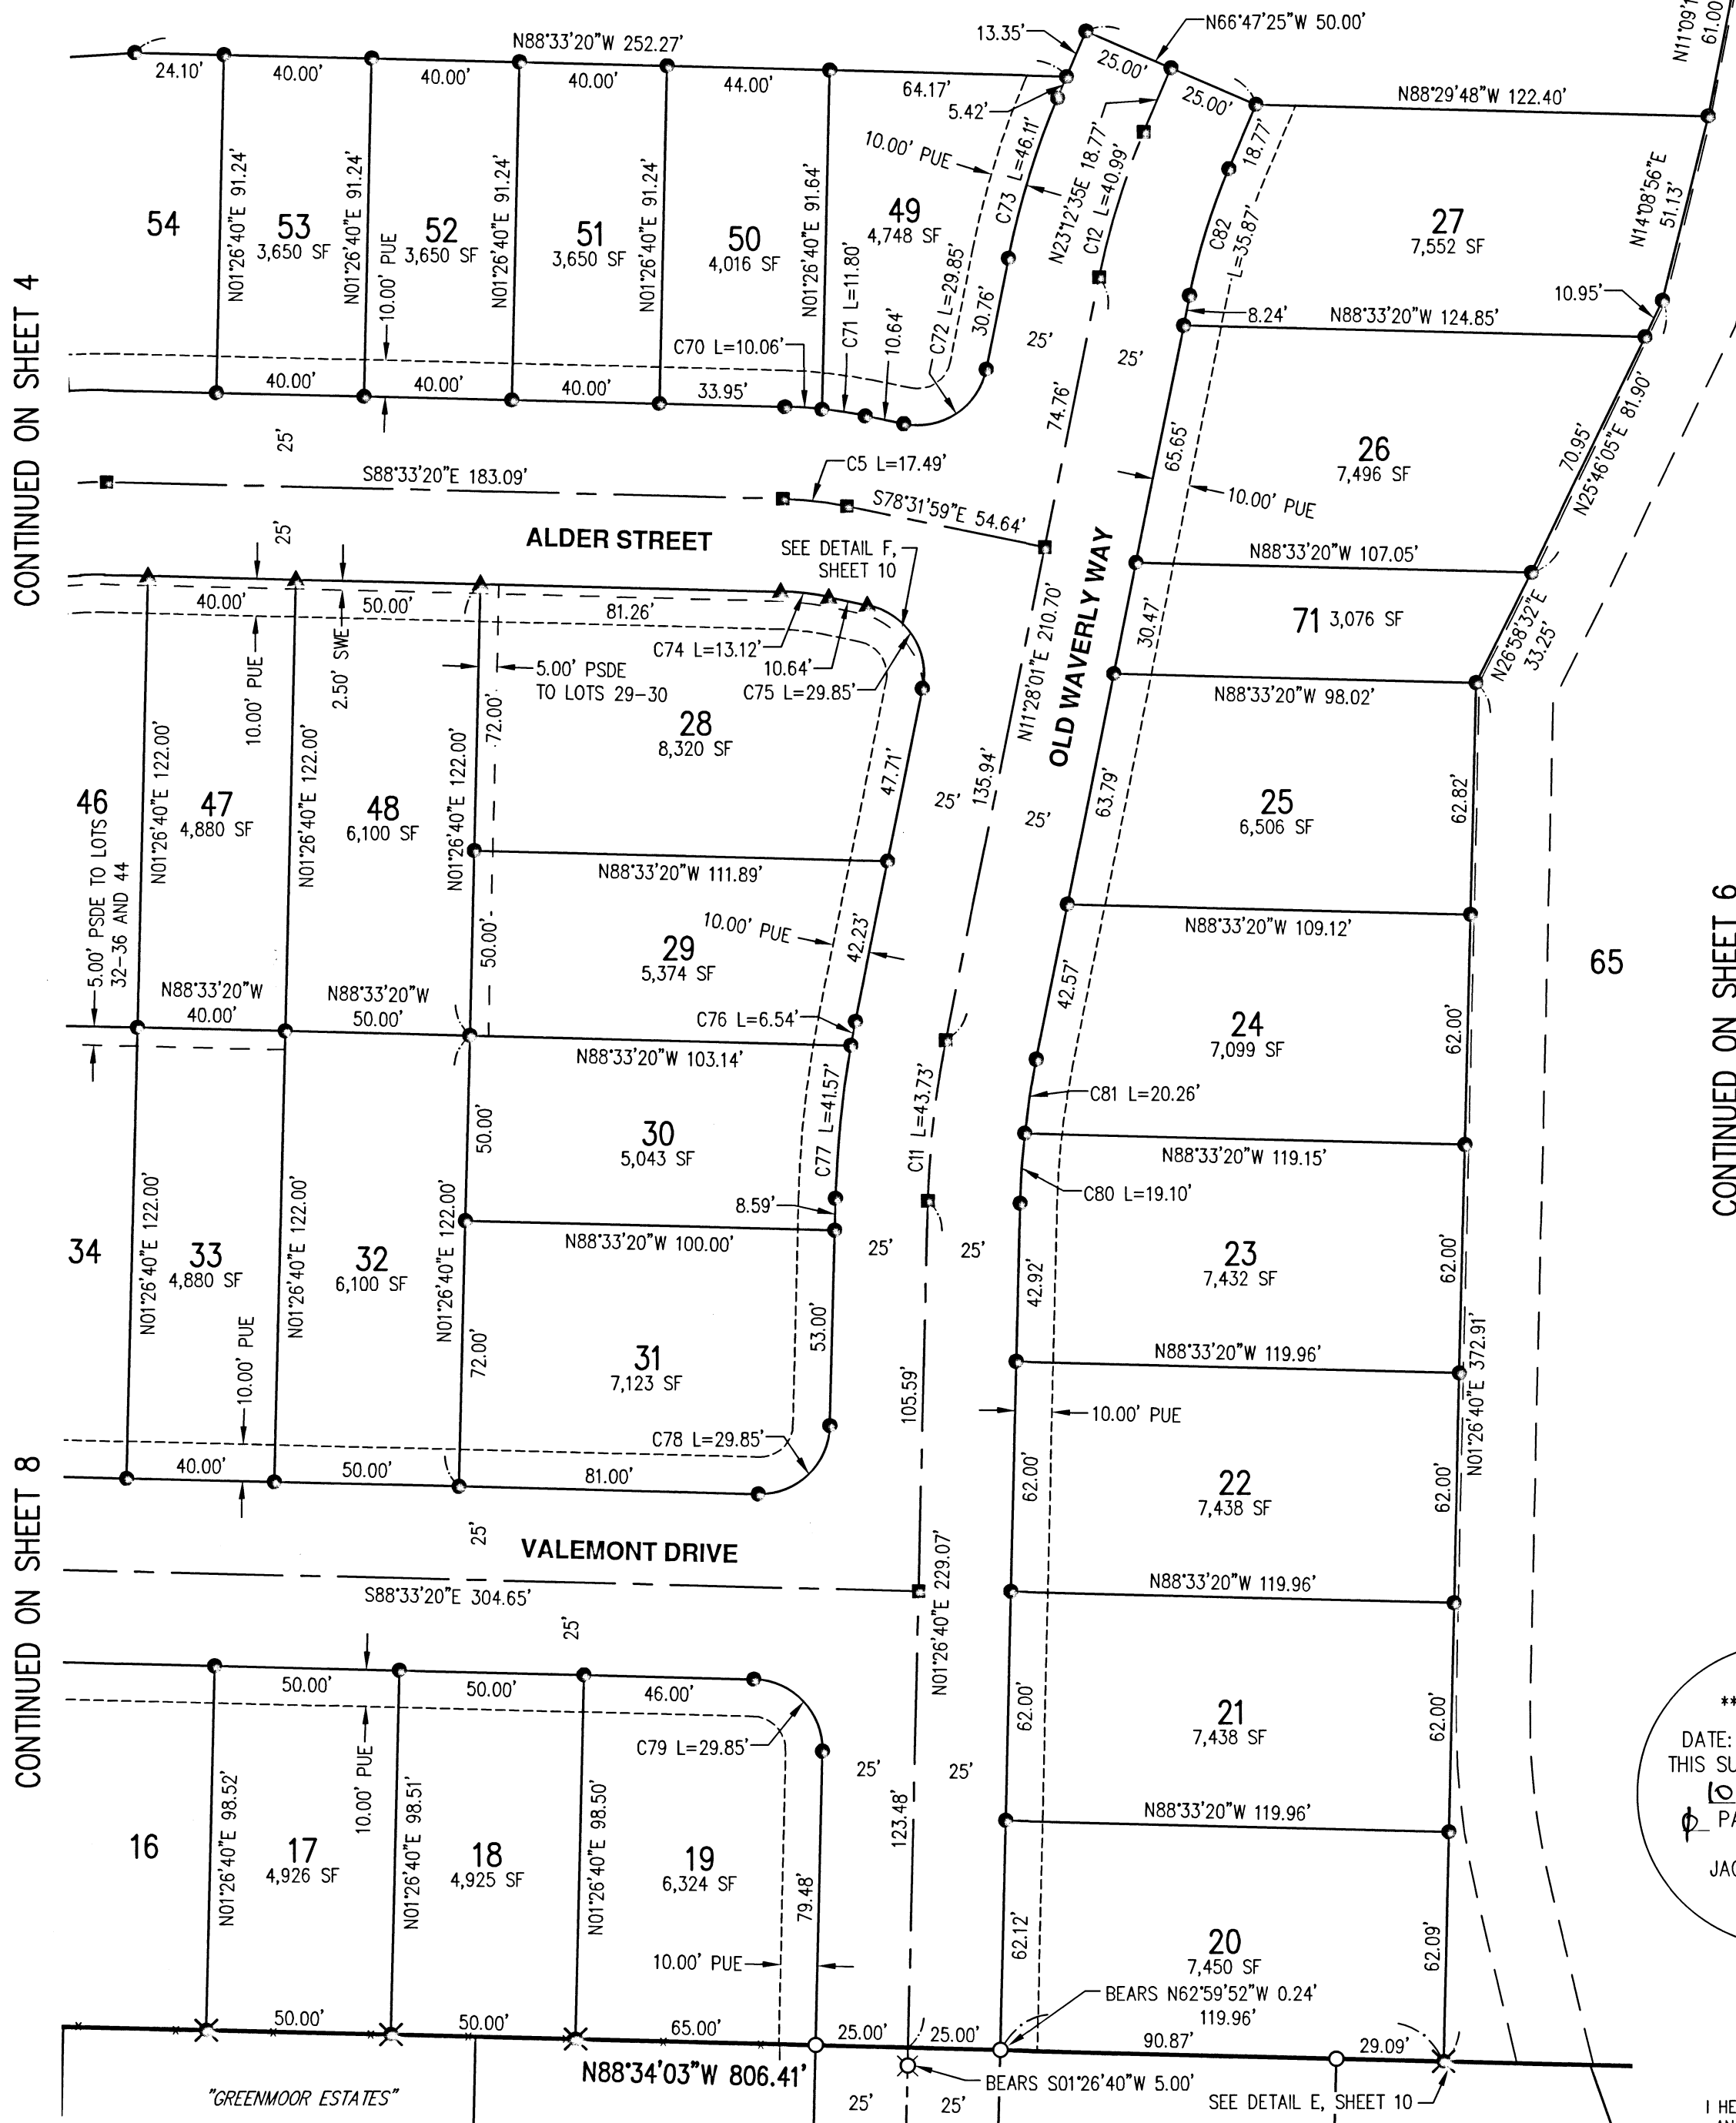 N88°33'20"W 252.27'
13.35'
N66°47'25"W 50.00'
N11°09'1
61.00
24.10'
40.00'
40.00'
40.00'
44.00'
64.17'
25.00'
25.00'
N88°29'48"W 122.40'
5.42'
10.00' PUE
C73 L=46.11'
N23°12'35E 18.77'
C12 L=40.99'
18.77'
C82
L=35.87'
N14°08'56"E
51.13'
54
N01°26'40"E 91.24'
53
3,650 SF
N01°26'40"E 91.24'
10.00' PUE
52
3,650 SF
N01°26'40"E 91.24'
51
3,650 SF
N01°26'40"E 91.24'
50
4,016 SF
N01°26'40"E 91.64'
49
4,748 SF
27
7,552 SF
CONTINUED ON SHEET 4
C71 L=11.80'
10.64'
C72 L=29.85'
30.76'
8.24'
N88°33'20"W 124.85'
10.95'
C70 L=10.06'
25'
25'
40.00'
40.00'
40.00'
33.95'
74.76'
65.65'
26
7,496 SF
10.00' PUE
70.95'
N25°46'05"E 81.90'
25'
S88°33'20"E 183.09'
C5 L=17.49'
S78°31'59"E 54.64'
25'
ALDER STREET
SEE DETAIL F,
SHEET 10
OLD WAVERLY WAY
N88°33'20"W 107.05'
40.00'
50.00'
81.26'
10.00' PUE
2.50' SWE
C74 L=13.12'
10.64'
C75 L=29.85'
5.00' PSDE
TO LOTS 29-30
N11°28'01"E 210.70'
30.47'
71 3,076 SF
N26°58'32"E
33.25'
N88°33'20"W 98.02'
28
8,320 SF
72.00'
47.71'
135.94'
25'
25'
63.79'
25
6,506 SF
62.82'
46
47
4,880 SF
48
6,100 SF
N01°26'40"E 122.00'
N01°26'40"E 122.00'
N01°26'40"E 122.00'
5.00' PSDE TO LOTS
32-36 AND 44
N88°33'20"W 111.89'
10.00' PUE
42.23'
50.00'
29
5,374 SF
N88°33'20"W 109.12'
65
CONTINUED ON SHEET 6
N88°33'20"W
40.00'
N88°33'20"W
50.00'
C76 L=6.54'
N88°33'20"W 103.14'
42.57'
24
7,099 SF
62.00'
C81 L=20.26'
50.00'
30
5,043 SF
C77 L=41.57'
C11 L=43.73'
N88°33'20"W 119.15'
C80 L=19.10'
8.59'
N88°33'20"W 100.00'
25'
25'
34
33
4,880 SF
32
6,100 SF
N01°26'40"E 122.00'
N01°26'40"E 122.00'
N01°26'40"E 122.00'
42.92'
23
7,432 SF
62.00'
10.00' PUE
72.00'
31
7,123 SF
53.00'
105.59'
N88°33'20"W 119.96'
N01°26'40"E 372.91'
10.00' PUE
C78 L=29.85'
40.00'
50.00'
81.00'
62.00'
22
7,438 SF
62.00'
CONTINUED ON SHEET 8
25'
VALEMONT DRIVE
S88°33'20"E 304.65'
25'
N01°26'40"E 229.07'
N88°33'20"W 119.96'
50.00'
50.00'
46.00'
C79 L=29.85'
10.00' PUE
25'
25'
62.00'
21
7,438 SF
62.00'
**
DATE:
THIS SU
10
PA
JAC
16
N01°26'40"E 98.52'
17
4,926 SF
N01°26'40"E 98.51'
18
4,925 SF
N01°26'40"E 98.50'
19
6,324 SF
79.48'
123.48'
N88°33'20"W 119.96'
10.00' PUE
62.12'
20
7,450 SF
62.09'
BEARS N62°59'52"W 0.24'
119.96'
50.00'
50.00'
65.00'
25.00'
25.00'
90.87'
29.09'
N88°34'03"W 806.41'
"GREENMOOR ESTATES"
BEARS S01°26'40"W 5.00'
25'
25'
SEE DETAIL E, SHEET 10
I HE